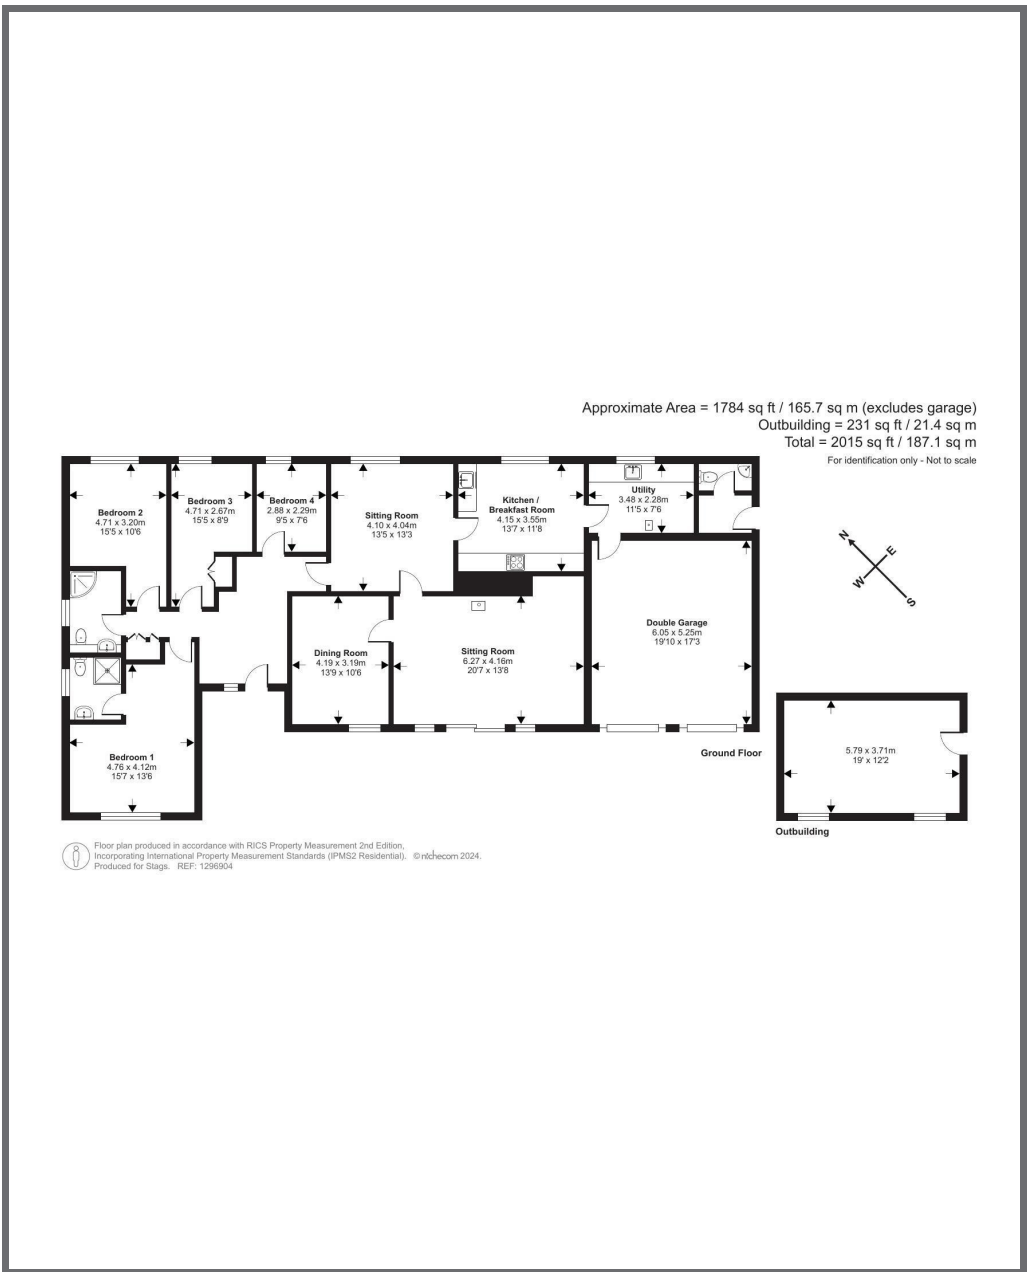 Approximate Area = 1784 sq ft / 165.7 sq m (excludes garage)
Outbuilding = 231 sq ft / 21.4 sq m
Total = 2015 sq ft / 187.1 sq m
For identification only - Not to scale
Bedroom 2
4.71 x 3.20m
15'5 x 10'6
Bedroom 3
4.71 x 2.67m
15'5 x 8'9
Bedroom 4
2.88 x 2.29m
9'5 x 7'6
Sitting Room
4.10 x 4.04m
13'5 x 13'3
Kitchen /
Breakfast Room
4.15 x 3.55m
13'7 x 11'8
Utility
3.48 x 2.28m
11'5 x 7'6
N
E
W
S
Double Garage
6.05 x 5.25m
19'10 x 17'3
Dining Room
4.19 x 3.19m
13'9 x 10'6
Sitting Room
6.27 x 4.16m
20'7 x 13'8
Bedroom 1
4.76 x 4.12m
15'7 x 13'6
Ground Floor
5.79 x 3.71m
19' x 12'2
Outbuilding
Floor plan produced in accordance with RICS Property Measurement 2nd Edition,
Incorporating International Property Measurement Standards (IPMS2 Residential). © ntchecom 2024.
Produced for Stags. REF: 1296904